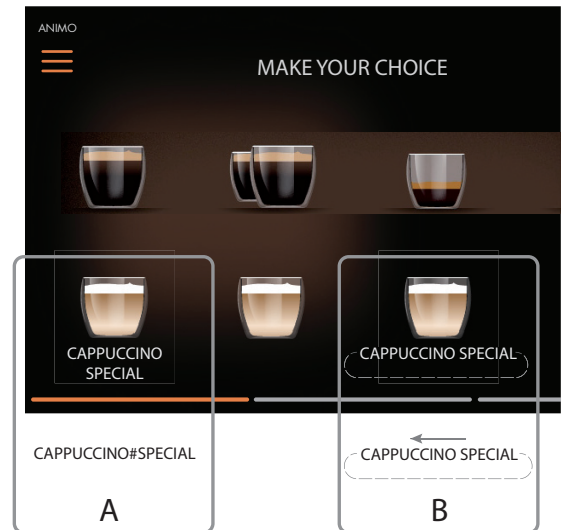 ANIMO
MAKE YOUR CHOICE
CAPPUCCINO
SPECIAL
CAPPUCCINO SPECIAL
CAPPUCCINO#SPECIAL
CAPPUCCINO SPECIAL
A
B